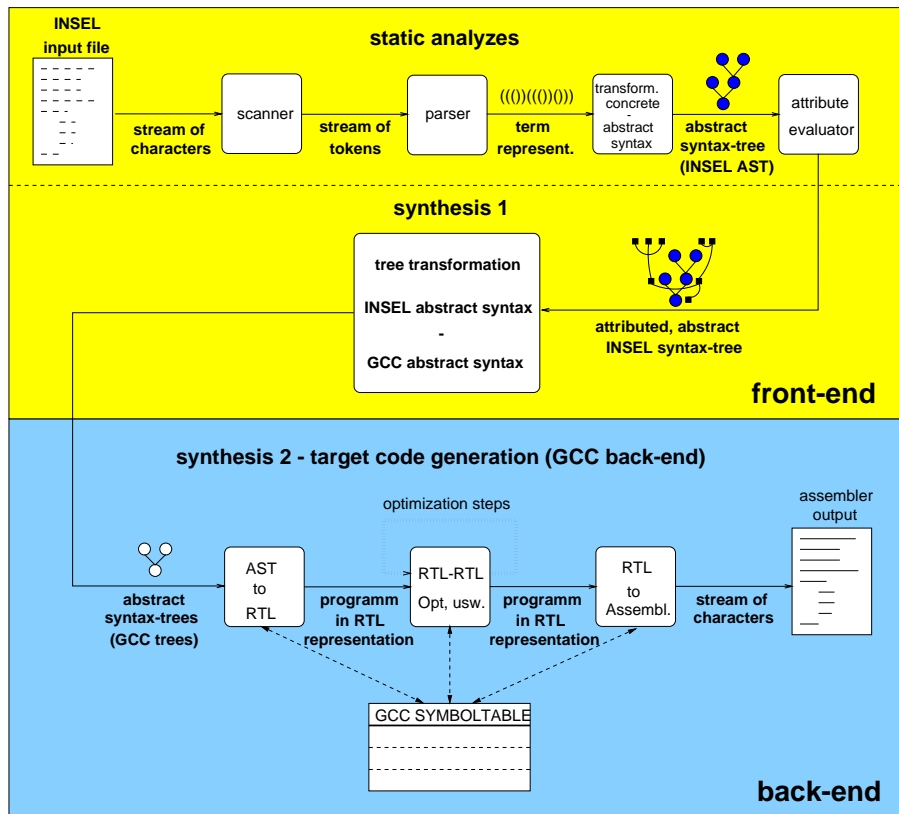 INSEL
input file
static analyzes
scanner
parser
(((())((())()))
transform.
concrete
-
abstract
syntax
attribute
evaluator
stream of
characters
stream of
tokens
term
represent.
abstract
syntax-tree
(INSEL AST)
synthesis 1
tree transformation
INSEL abstract syntax
-
GCC abstract syntax
attributed, abstract
INSEL syntax-tree
front-end
synthesis 2 - target code generation (GCC back-end)
optimization steps
assembler
output
AST
to
RTL
RTL-RTL
Opt, usw.
RTL
to
Assembl.
abstract
syntax-trees
(GCC trees)
programm
in RTL
representation
programm
in RTL
representation
stream of
characters
GCC SYMBOLTABLE
back-end